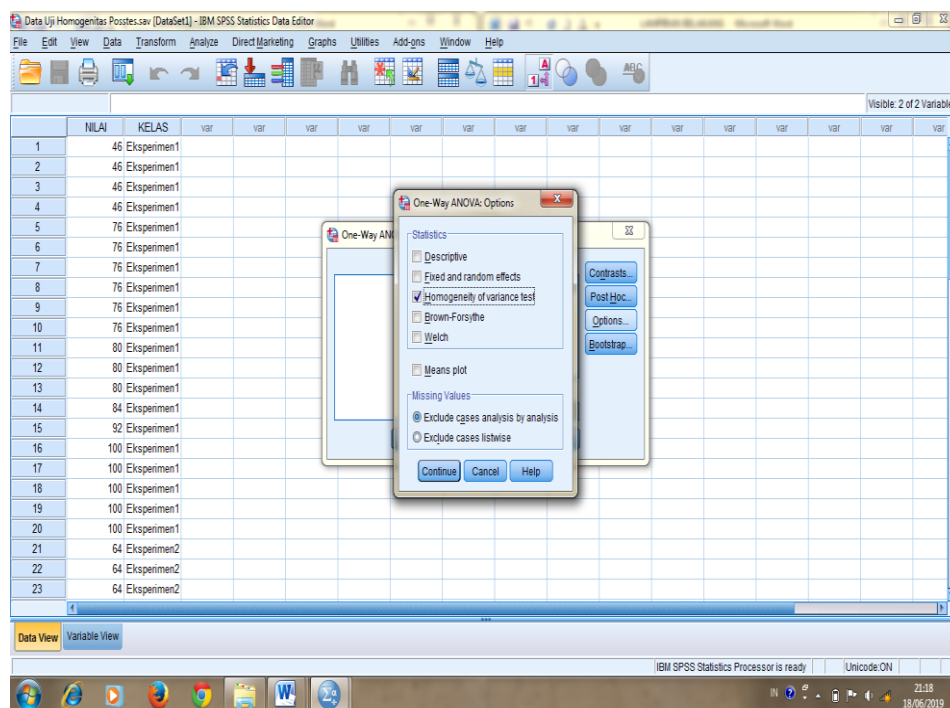 Data Uji Homogenitas Posstes.sav [DataSet1] - IBM SPSS Statistics Data Editor
File Edit View Data Transform Analyze Direct Marketing Graphs Utilities Add-ons Window Help
Visible: 2 of 2 Variable
NILAI KELAS var var var var var var var var var var var var var var var
1 46 Eksperimen1
2 46 Eksperimen1
3 46 Eksperimen1
4 46 Eksperimen1
5 76 Eksperimen1
6 76 Eksperimen1
7 76 Eksperimen1
8 76 Eksperimen1
9 76 Eksperimen1
10 76 Eksperimen1
11 80 Eksperimen1
12 80 Eksperimen1
13 80 Eksperimen1
14 84 Eksperimen1
15 92 Eksperimen1
16 100 Eksperimen1
17 100 Eksperimen1
18 100 Eksperimen1
19 100 Eksperimen1
20 100 Eksperimen1
21 64 Eksperimen2
22 64 Eksperimen2
23 64 Eksperimen2
One-Way ANO
Contrasts...
Post Hoc...
Options...
Bootstrap...
One-Way ANOVA: Options
Statistics
Descriptive
Fixed and random effects
Homogeneity of variance test
Brown-Forsythe
Welch
Means plot
Missing Values
Exclude cases analysis by analysis
Exclude cases listwise
Continue Cancel Help
Data View Variable View
IBM SPSS Statistics Processor is ready Unicode:ON
IN 21:18
18/06/2019